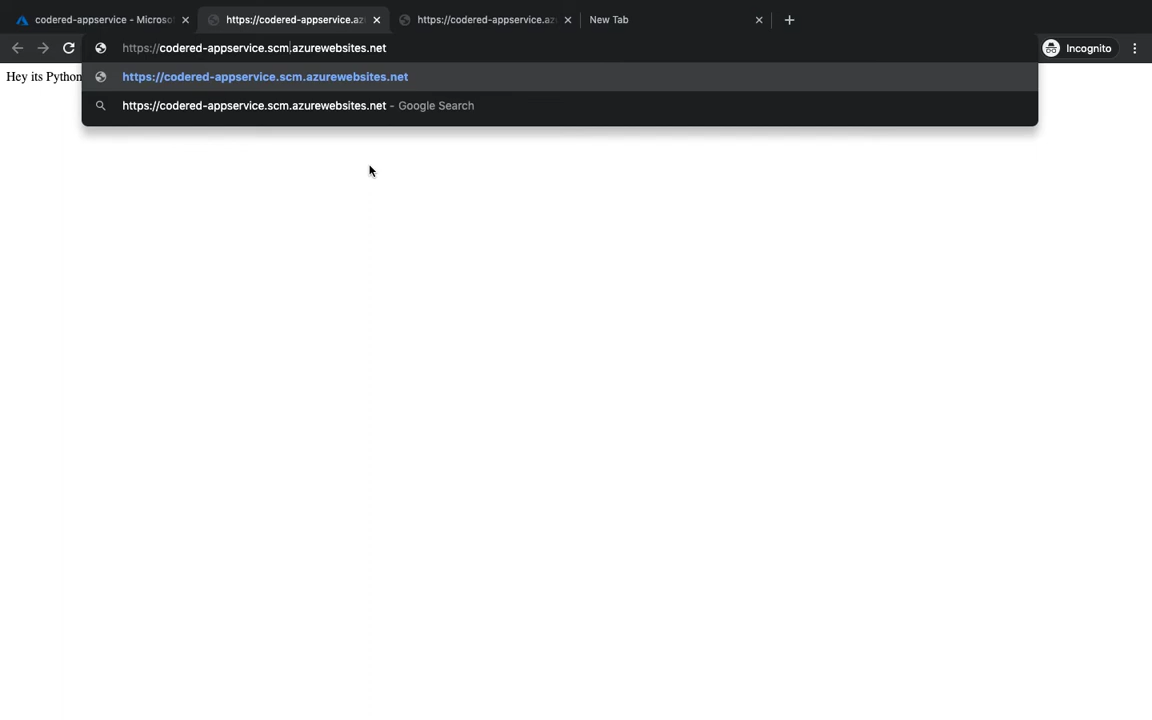 codered-appservice - Microsof
https://codered-appservice.az
https://codered-appservice.az
New Tab
https://codered-appservice.scm.azurewebsites.net
Incognito
Hey its Python
https://codered-appservice.scm.azurewebsites.net
https://codered-appservice.scm.azurewebsites.net - Google Search